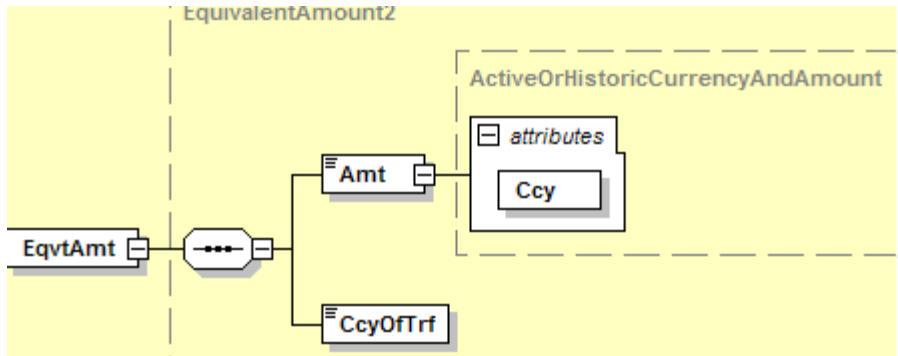 EquivalentAmount2
ActiveOrHistoricCurrencyAndAmount
attributes
Amt
Ccy
EqvtAmt
CcyOfTrf